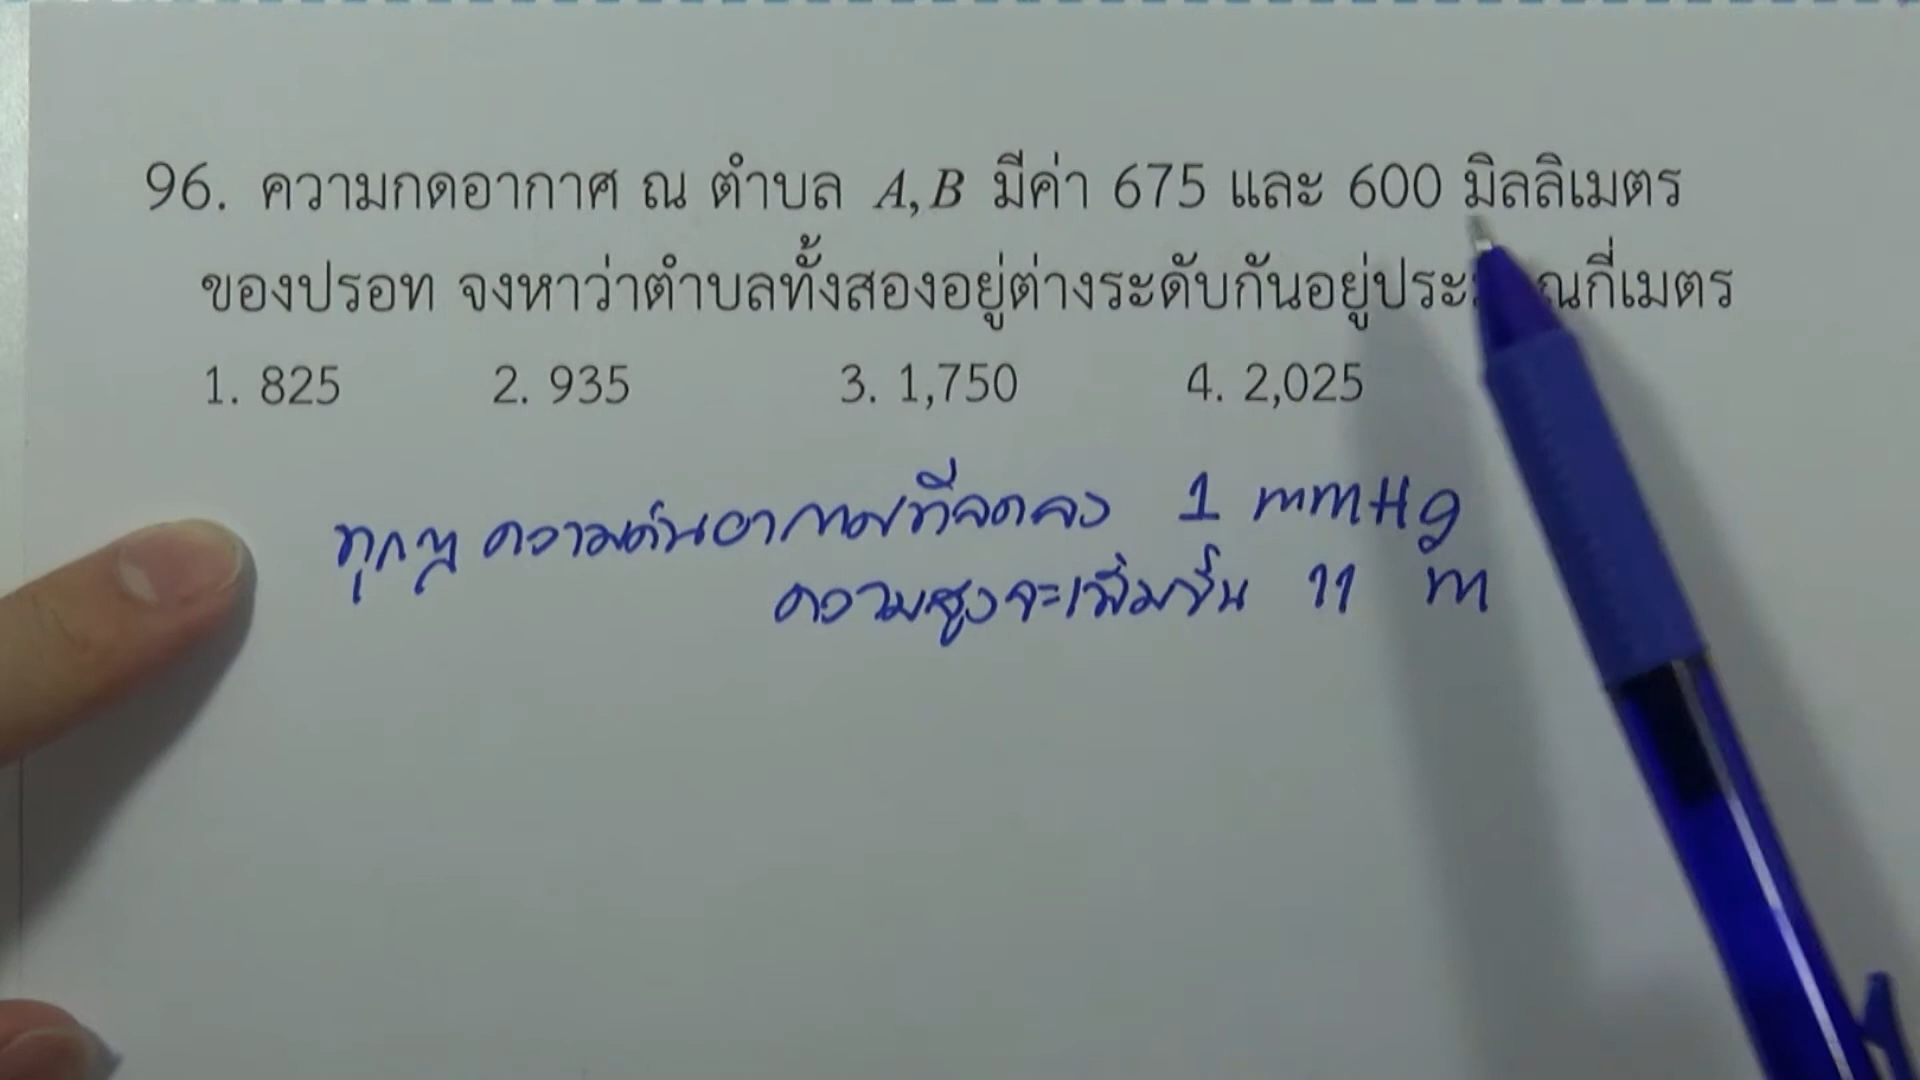 96. ความกดอากาศ ณ ตำบล A, B มีค่า 675 และ 600 มิลลิเมตร
ของปรอท จงหาว่าตำบลทั้งสองอยู่ต่างระดับกันอยู่ประมาณกี่เมตร
1. 825 2. 935 3. 1,750 4. 2,025
ทุกๆ ความดันอากาศที่ลดลง 1 mmHg
ความสูงจะเพิ่มขึ้น 11 m